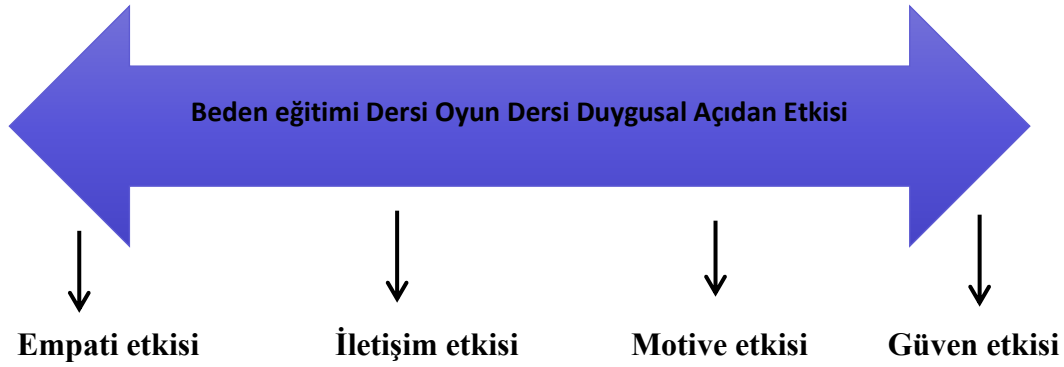 Beden eğitimi Dersi Oyun Dersi Duygusal Açıdan Etkisi
Empati etkisi İletişim etkisi Motive etkisi Güven etkisi